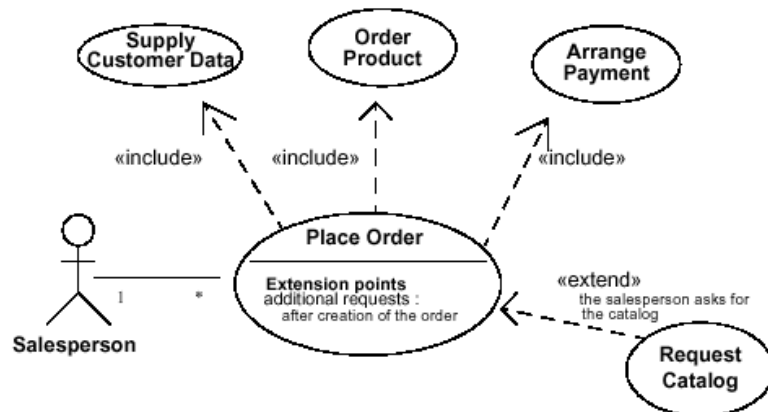 Supply
Customer Data
Order
Product
Arrange
Payment
«include»
«include»
«include»
Place Order
Extension points
additional requests :
after creation of the order
1
*
Salesperson
«extend»
the salesperson asks for
the catalog
Request
Catalog